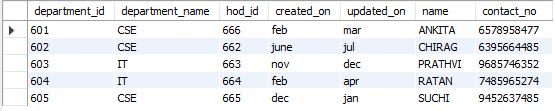 department_id department_name hod_id created_on updated_on name contact_no
601 CSE 666 feb mar ANKITA 6578958477
602 CSE 662 june jul CHIRAG 6395664485
603 IT 663 nov dec PRATHVI 9685746352
604 IT 664 feb apr RATAN 7485965274
605 CSE 665 dec jan SUCHI 9452637485